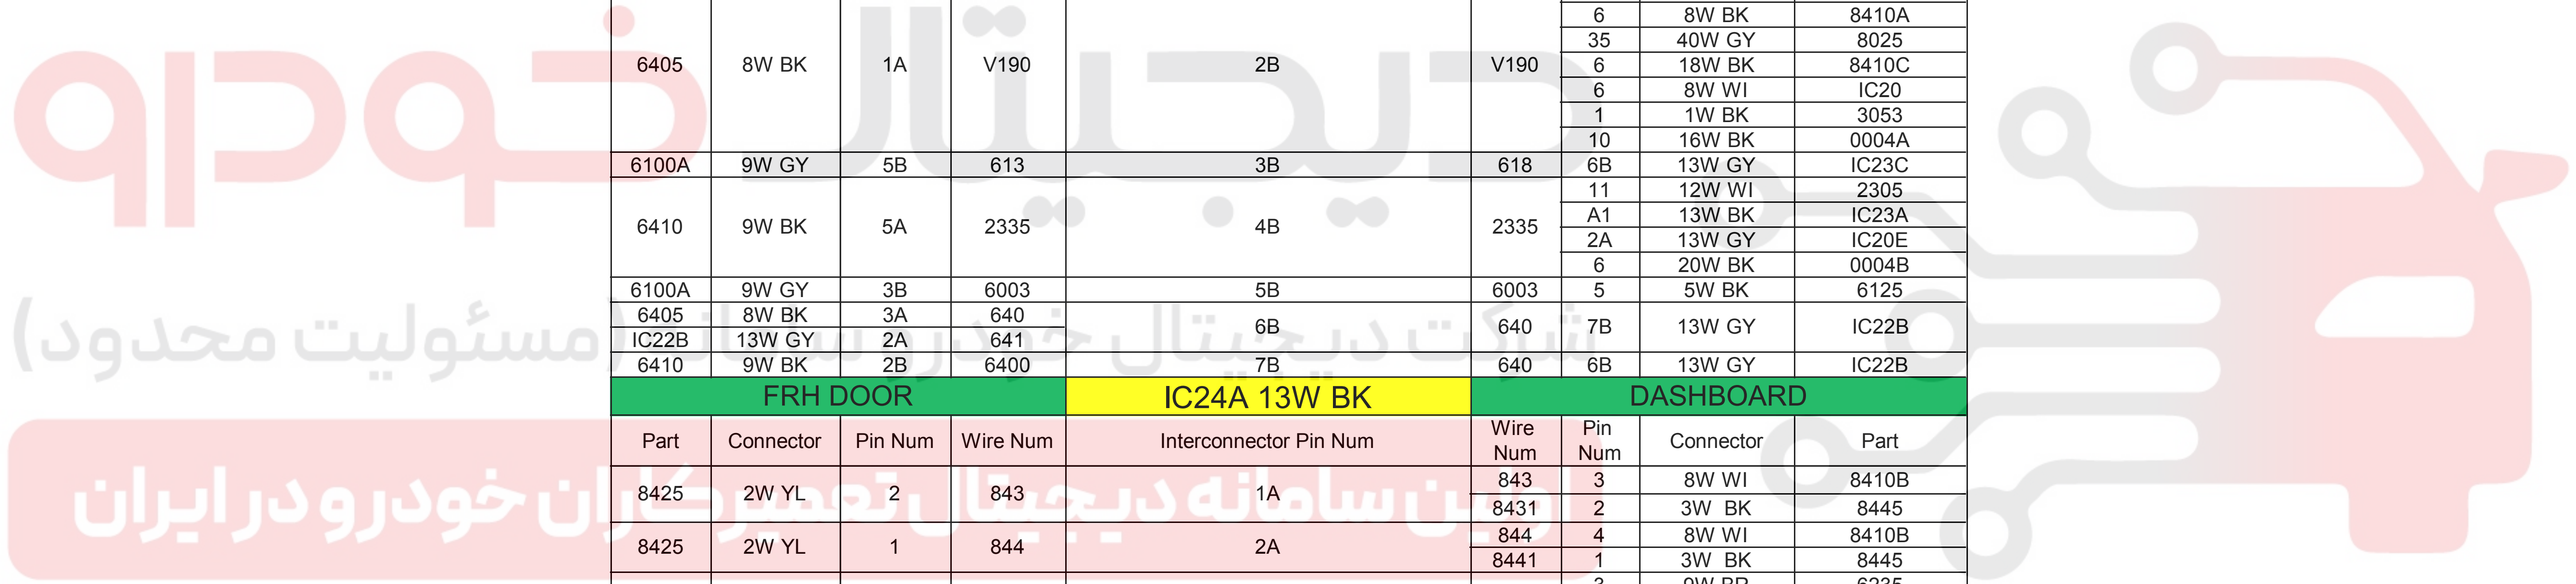 6 8W BK 8410A
35 40W GY 8025
6405 8W BK 1A V190 2B V190 6 18W BK 8410C
6 8W WI IC20
1 1W BK 3053
10 16W BK 0004A
6100A 9W GY 5B 613 3B 618 6B 13W GY IC23C
11 12W WI 2305
6410 9W BK 5A 2335 4B 2335 A1 13W BK IC23A
2A 13W GY IC20E
6 20W BK 0004B
6100A 9W GY 3B 6003 5B 6003 5 5W BK 6125
6405 8W BK 3A 640 6B 640 7B 13W GY IC22B
IC22B 13W GY 2A 641
6410 9W BK 2B 6400 7B 640 6B 13W GY IC22B
FRH DOOR IC24A 13W BK DASHBOARD
Part Connector Pin Num Wire Num Interconnector Pin Num Wire Num Pin Num Connector Part
8425 2W YL 2 843 1A 843 3 8W WI 8410B
8431 2 3W BK 8445
8425 2W YL 1 844 2A 844 4 8W WI 8410B
8441 1 3W BK 8445
دیجیتال خودرو
شرکت دیجیتال خودرو سامانه (مسئولیت محدود)
اولین سامانه دیجیتال تعمیرکاران خودرو در ایران